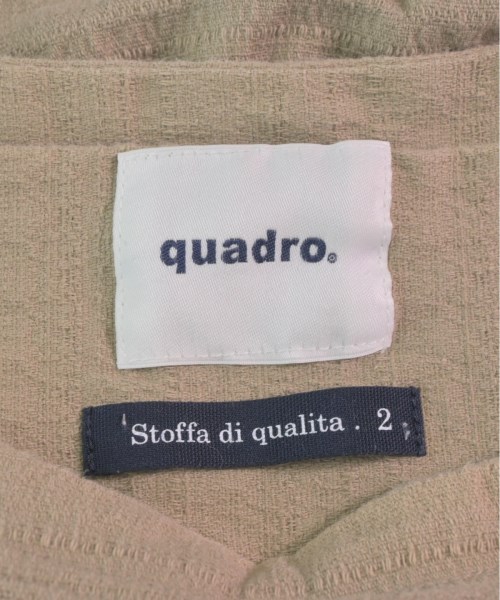 quadro.®
Stoffa di qualita . 2